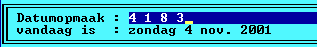 Datumopmaak : 4 1 8 3
vandaag is : zondag 4 nov. 2001